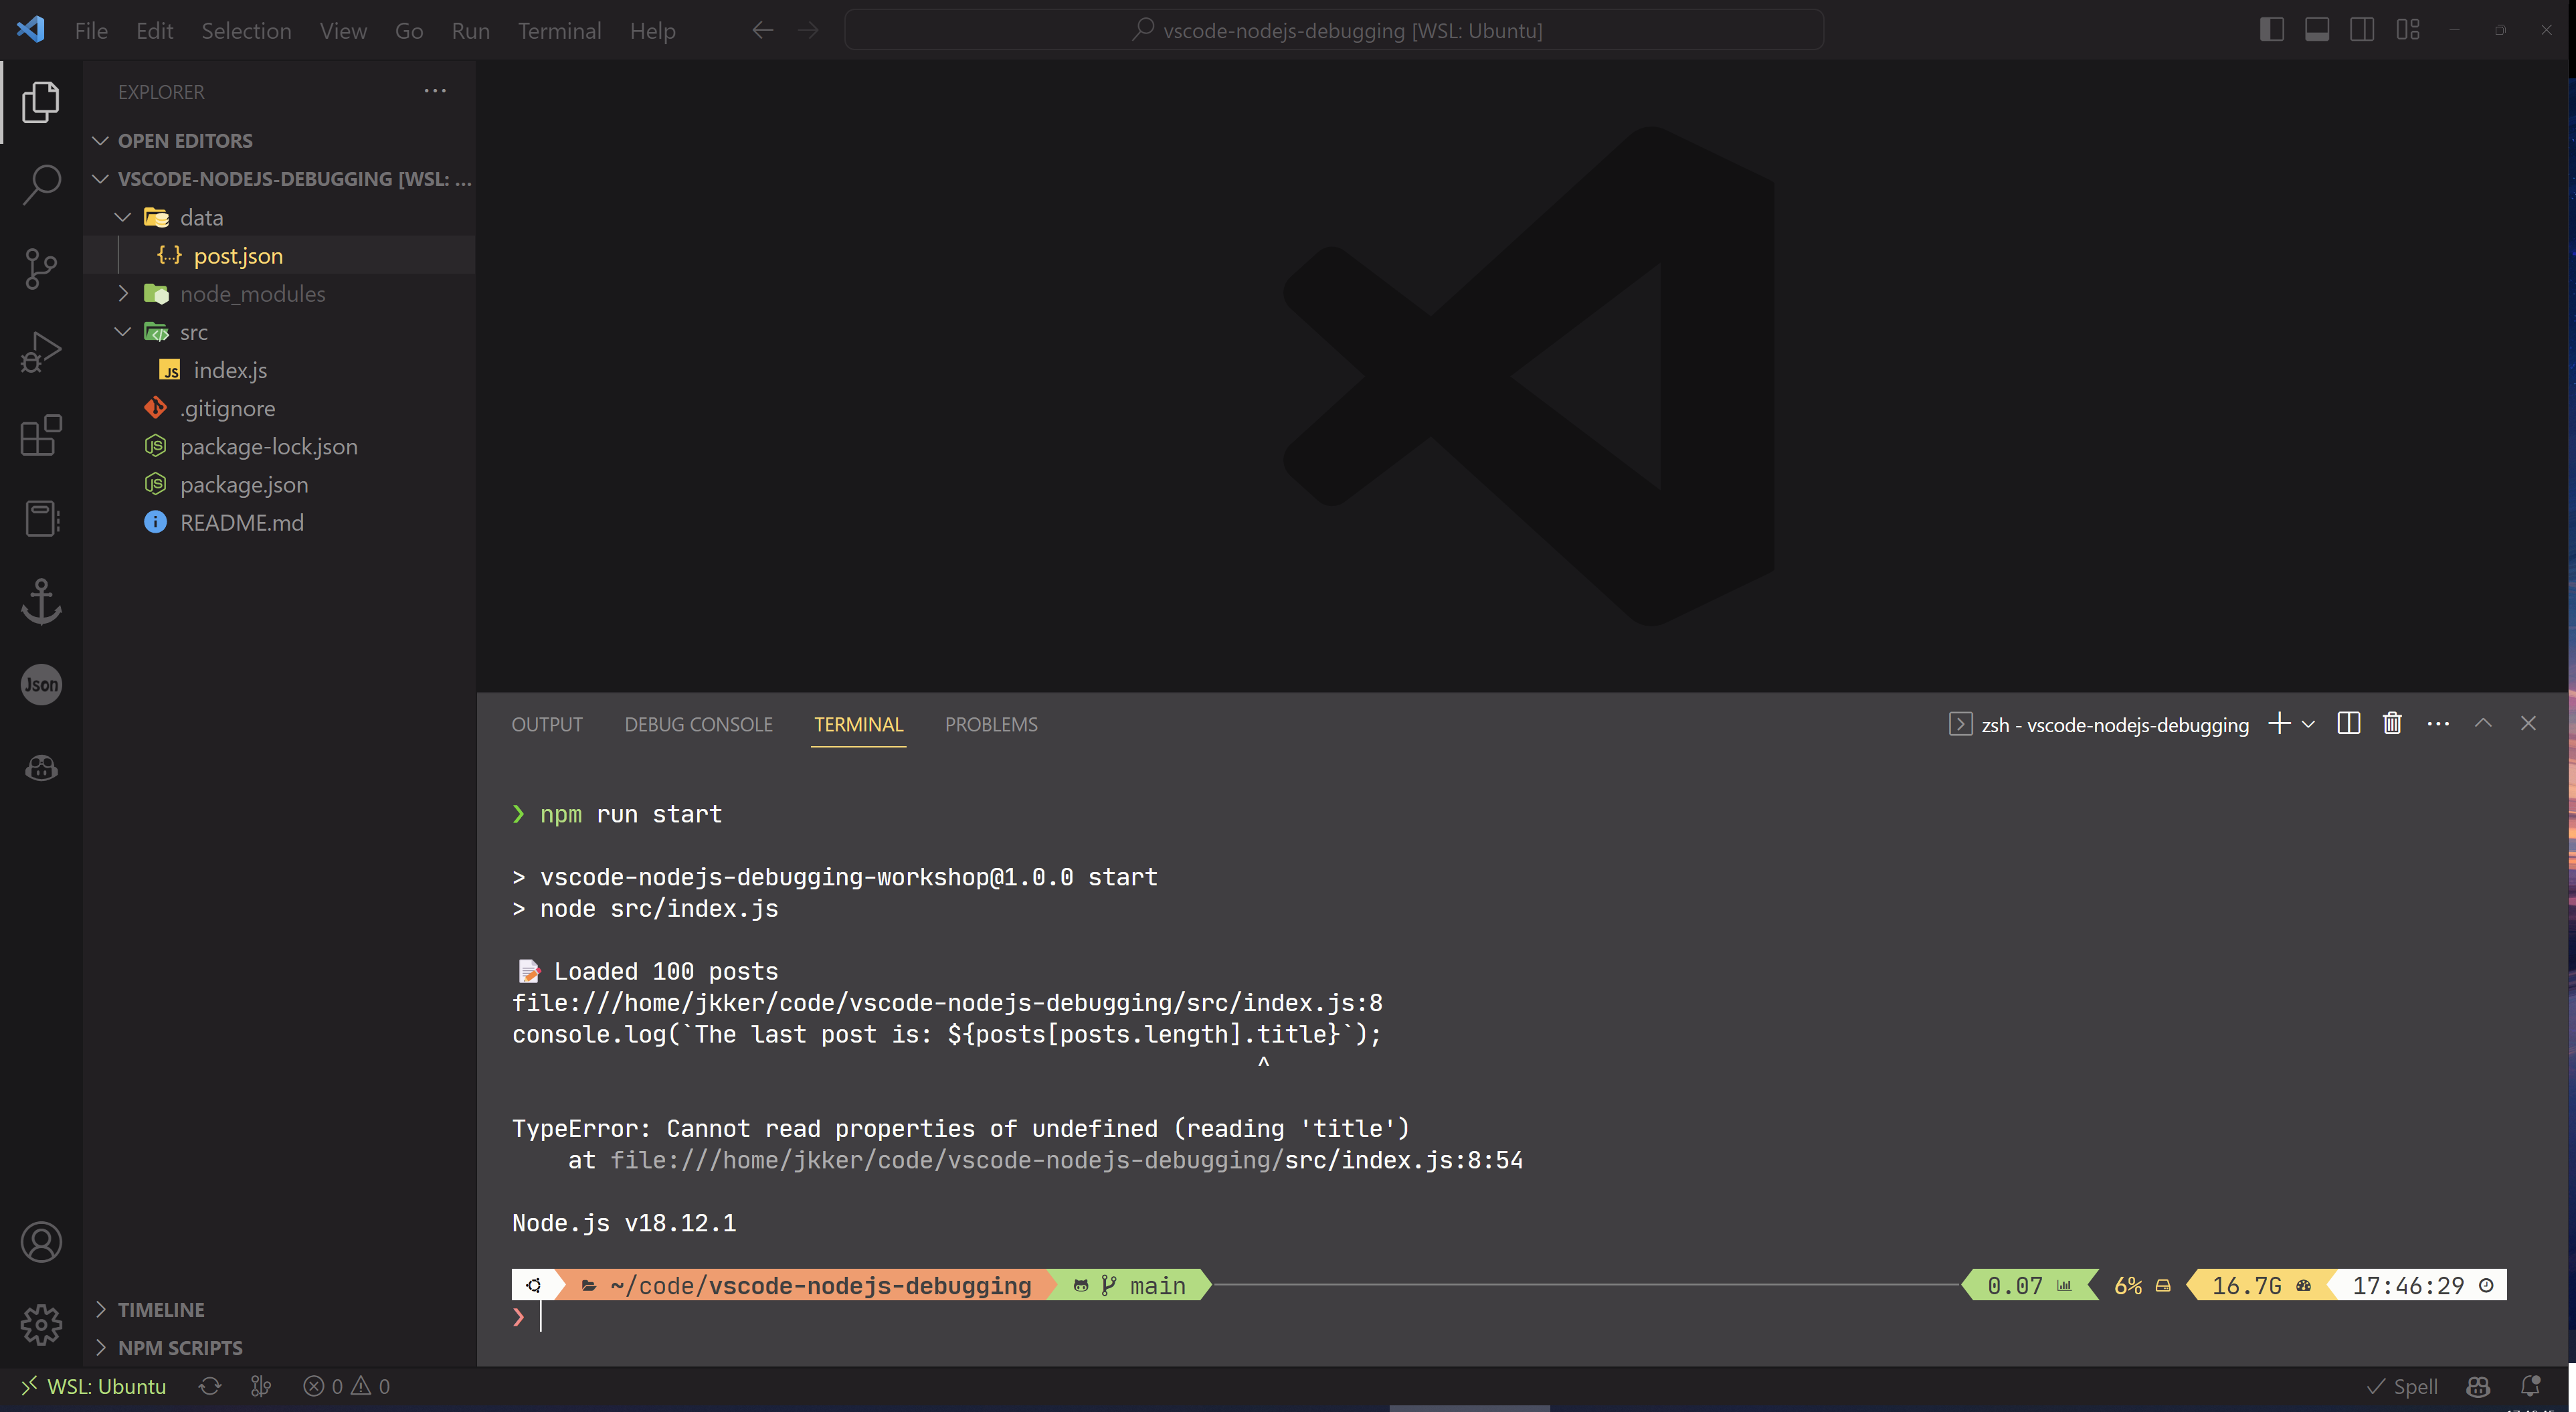 File Edit Selection View Go Run Terminal Help
vscode-nodejs-debugging [WSL: Ubuntu]
EXPLORER
OPEN EDITORS
VSCODE-NODEJS-DEBUGGING [WSL: ...
data
{...} post.json
node_modules
src
JS index.js
.gitignore
JS package-lock.json
JS package.json
README.md
Json
TIMELINE
NPM SCRIPTS
OUTPUT DEBUG CONSOLE TERMINAL PROBLEMS
zsh - vscode-nodejs-debugging
❯ npm run start
> vscode-nodejs-debugging-workshop@1.0.0 start
> node src/index.js
📝 Loaded 100 posts
file:///home/jkker/code/vscode-nodejs-debugging/src/index.js:8
console.log(`The last post is: ${posts[posts.length].title}`);
^
TypeError: Cannot read properties of undefined (reading 'title')
at file:///home/jkker/code/vscode-nodejs-debugging/src/index.js:8:54
Node.js v18.12.1
~/code/vscode-nodejs-debugging main 0.07 6% 16.7G 17:46:29
❯
WSL: Ubuntu 0 0 Spell